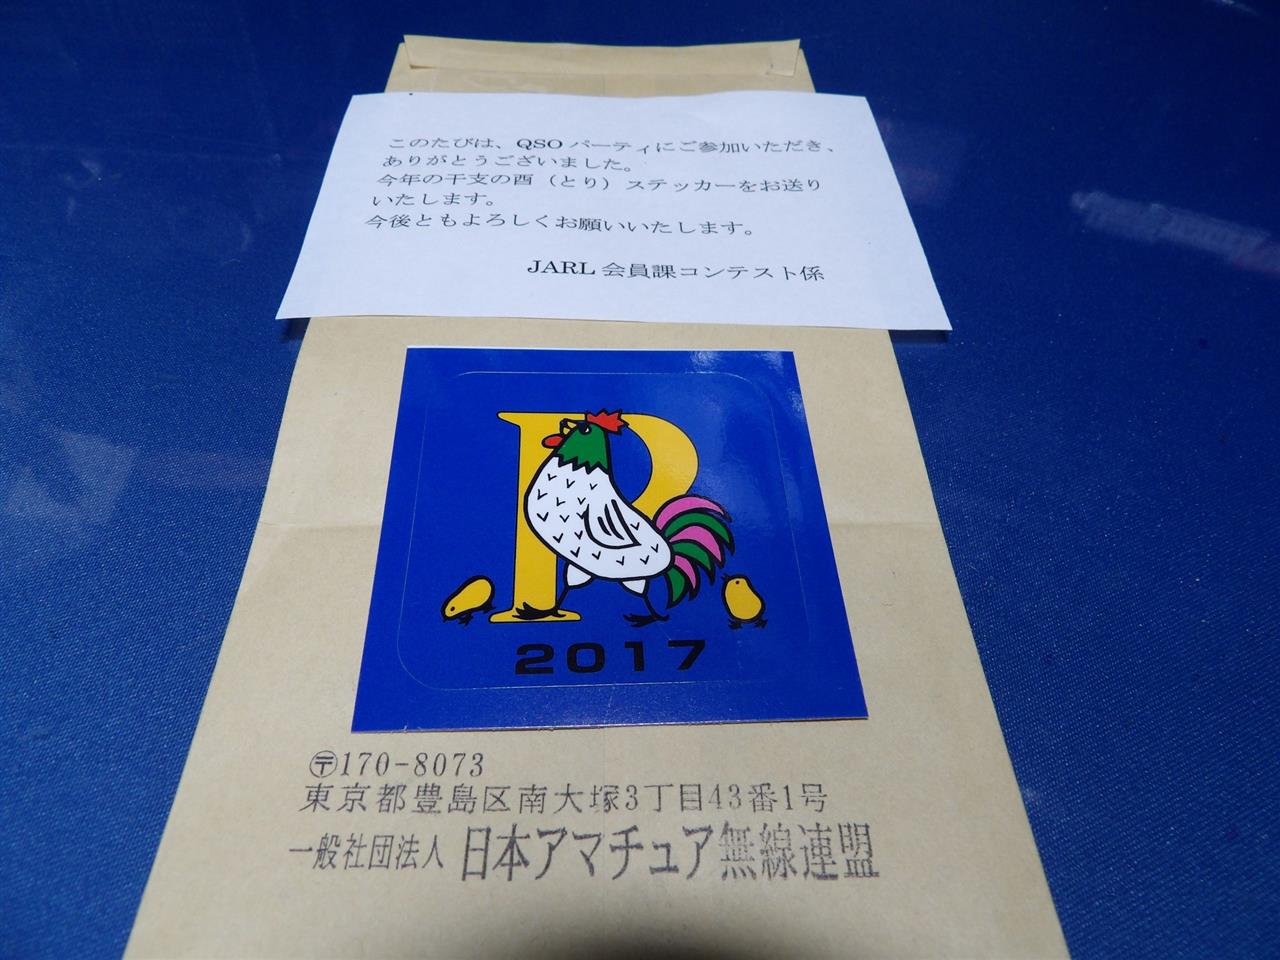 このたびは、QSO パーティにご参加いただき、
ありがとうございました。
今年の干支の酉（とり）ステッカーをお送り
いたします。
今後ともよろしくお願いいたします。
JARL 会員課コンテスト係
P
2017
〒170-8073
東京都豊島区南大塚3丁目43番1号
一般社団法人 日本アマチュア無線連盟